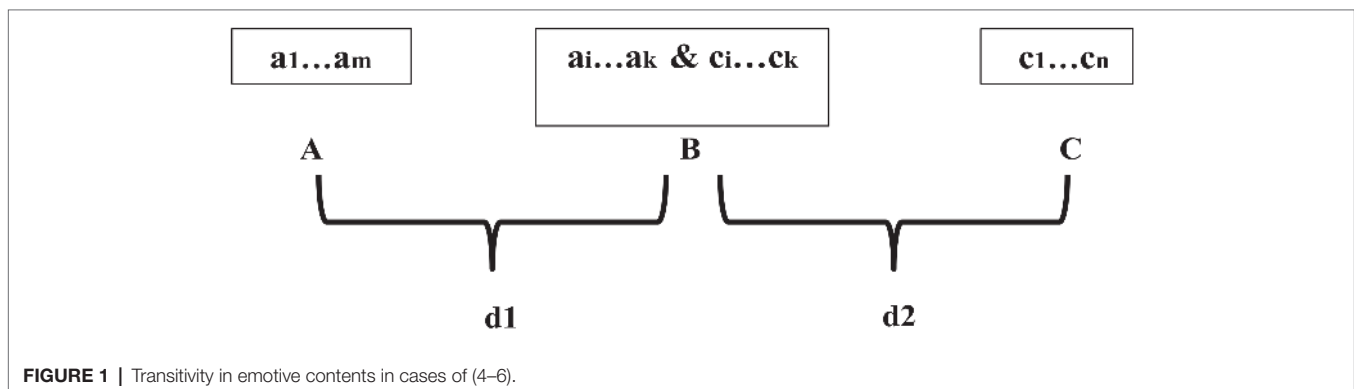 a1...am ai...ak & ci...ck c1...cn
A B C
d1 d2
FIGURE 1 | Transitivity in emotive contents in cases of (4–6).